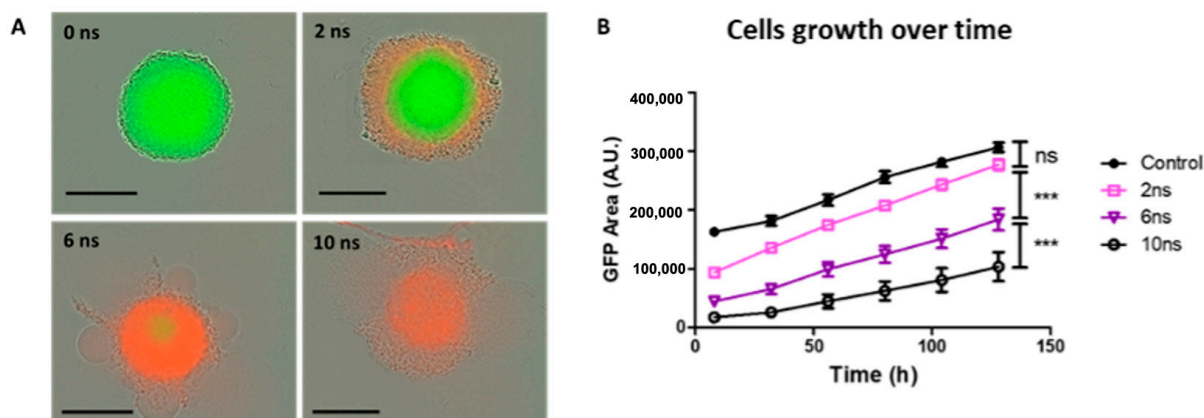 A
0 ns
2 ns
6 ns
10 ns
B
Cells growth over time
GFP Area (A.U.)
400,000
300,000
200,000
100,000
0
0 50 100 150
Time (h)
ns
***
***
Control
2ns
6ns
10ns